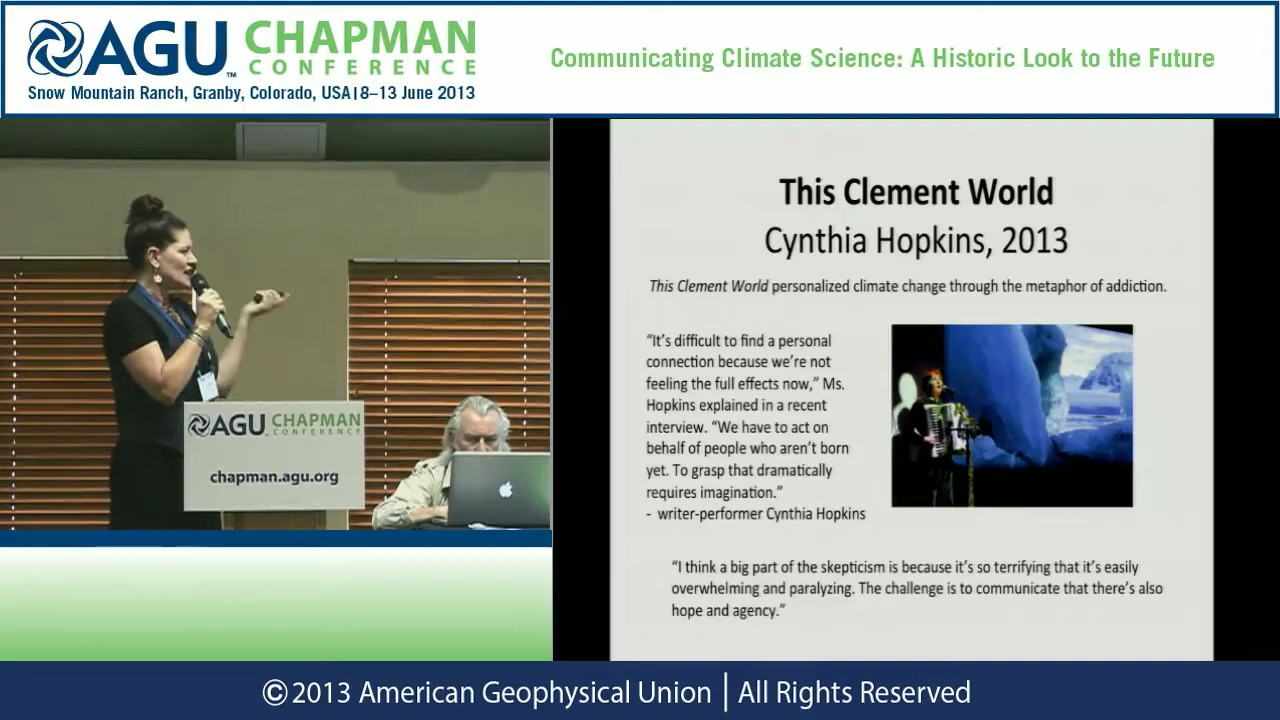 AGU™ CHAPMAN
CONFERENCE
Snow Mountain Ranch, Granby, Colorado, USA|8–13 June 2013
Communicating Climate Science: A Historic Look to the Future
AGU CHAPMAN
CONFERENCE
chapman.agu.org
This Clement World
Cynthia Hopkins, 2013
This Clement World personalized climate change through the metaphor of addiction.
“It’s difficult to find a personal
connection because we’re not
feeling the full effects now,” Ms.
Hopkins explained in a recent
interview. “We have to act on
behalf of people who aren’t born
yet. To grasp that dramatically
requires imagination.”
- writer-performer Cynthia Hopkins
“I think a big part of the skepticism is because it’s so terrifying that it’s easily
overwhelming and paralyzing. The challenge is to communicate that there’s also
hope and agency.”
©2013 American Geophysical Union | All Rights Reserved